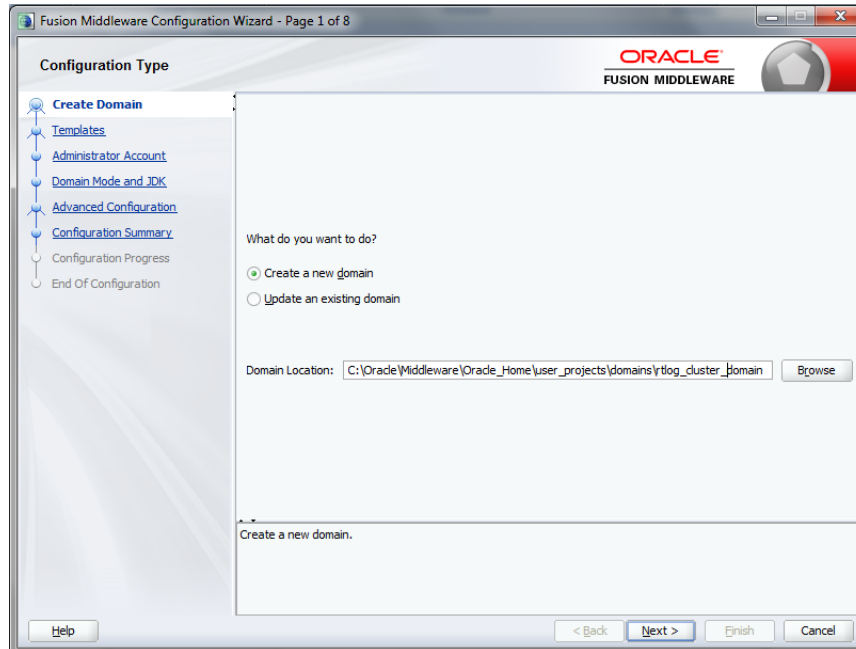 Fusion Middleware Configuration Wizard - Page 1 of 8
Configuration Type
ORACLE
FUSION MIDDLEWARE
Create Domain
Templates
Administrator Account
Domain Mode and JDK
Advanced Configuration
Configuration Summary
Configuration Progress
End Of Configuration
What do you want to do?
Create a new domain
Update an existing domain
Domain Location: C:\Oracle\Middleware\Oracle_Home\user_projects\domains\rtlog_cluster_domain Browse
Create a new domain.
Help < Back Next > Finish Cancel